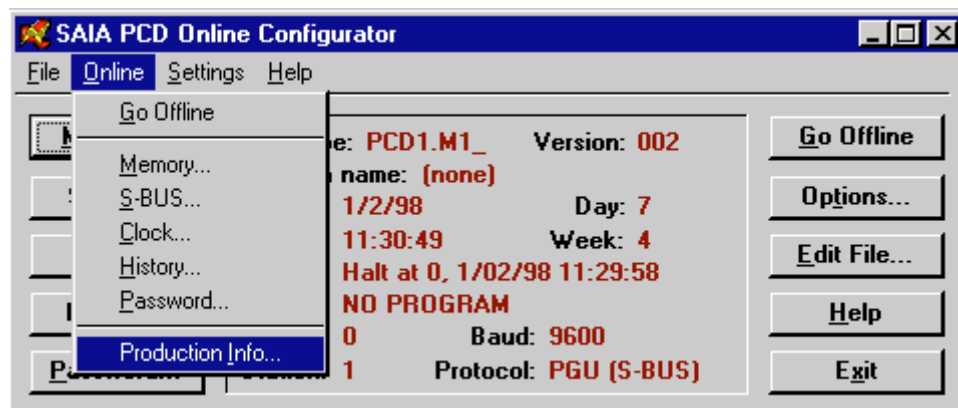 SAIA PCD Online Configurator
File Online Settings Help
Go Offline
Memory...
S-BUS...
Clock...
History...
Password...
Production Info...
PCD1.M1_ Version: 002
name: (none)
1/2/98 Day: 7
11:30:49 Week: 4
Halt at 0, 1/02/98 11:29:58
NO PROGRAM
0 Baud: 9600
1 Protocol: PGU (S-BUS)
Go Offline
Options...
Edit File...
Help
Exit